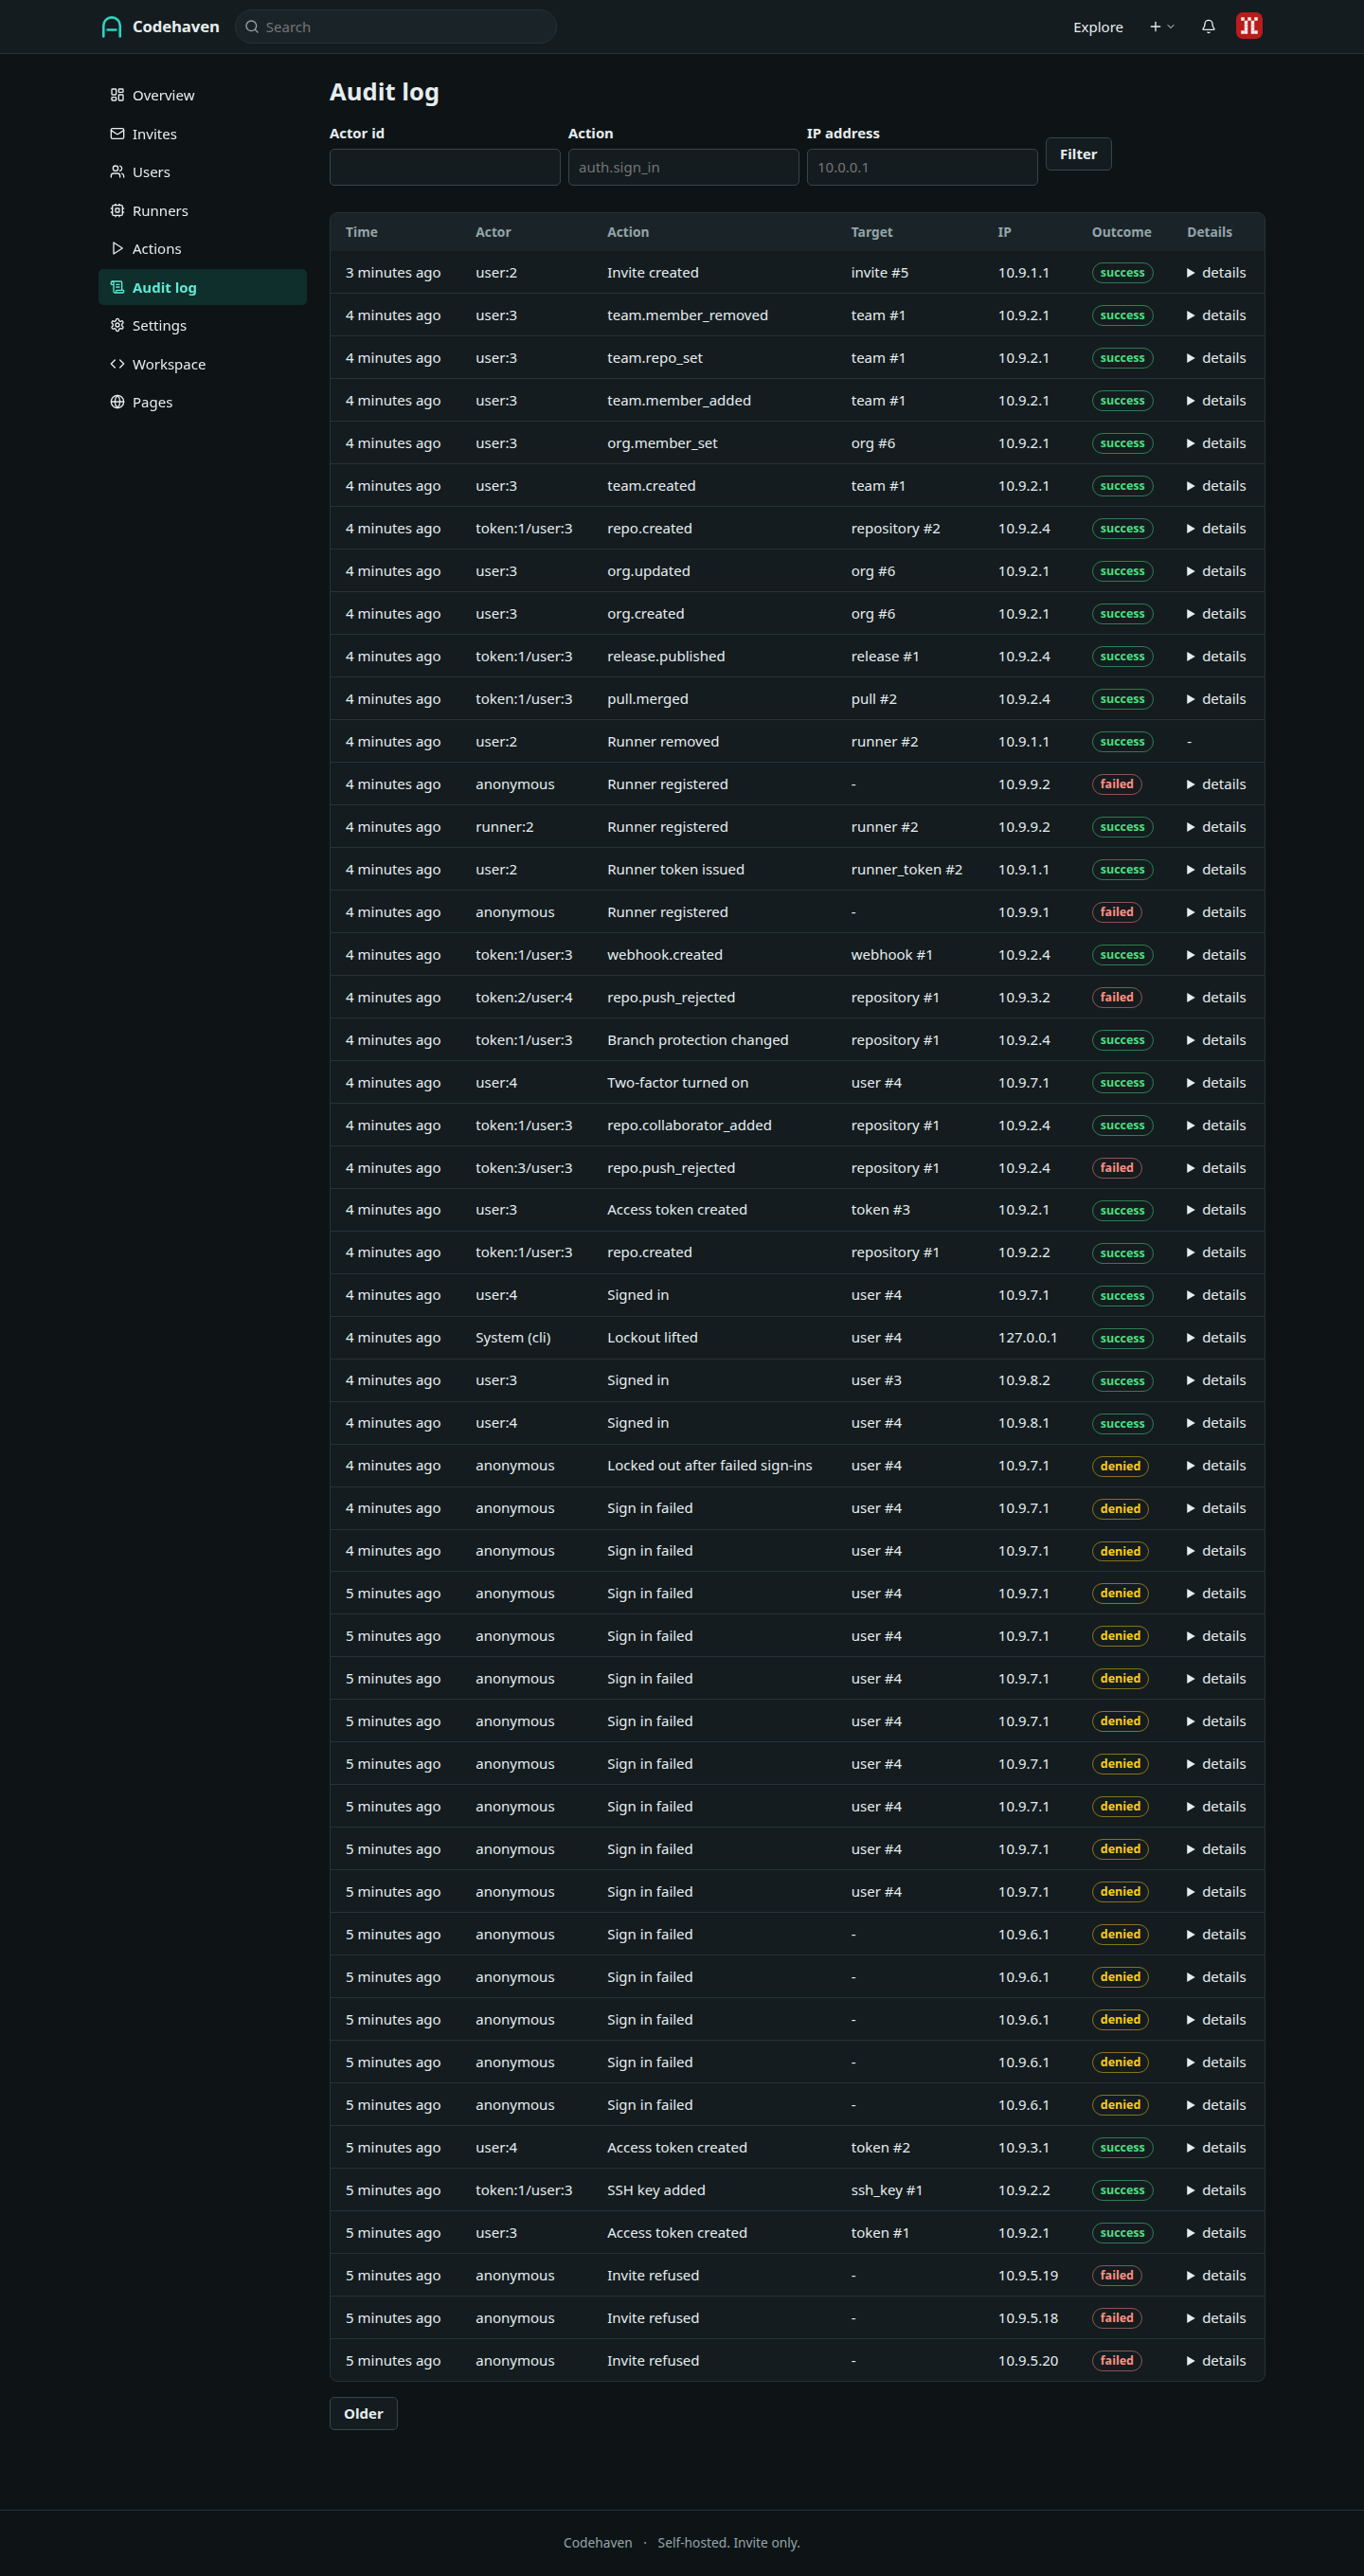 Codehaven Search Explore
Overview
Invites
Users
Runners
Actions
Audit log
Settings
Workspace
Pages
Audit log
Actor id Action IP address
auth.sign_in 10.0.0.1 Filter
Time Actor Action Target IP Outcome Details
3 minutes ago user:2 Invite created invite #5 10.9.1.1 success details
4 minutes ago user:3 team.member_removed team #1 10.9.2.1 success details
4 minutes ago user:3 team.repo_set team #1 10.9.2.1 success details
4 minutes ago user:3 team.member_added team #1 10.9.2.1 success details
4 minutes ago user:3 org.member_set org #6 10.9.2.1 success details
4 minutes ago user:3 team.created team #1 10.9.2.1 success details
4 minutes ago token:1/user:3 repo.created repository #2 10.9.2.4 success details
4 minutes ago user:3 org.updated org #6 10.9.2.1 success details
4 minutes ago user:3 org.created org #6 10.9.2.1 success details
4 minutes ago token:1/user:3 release.published release #1 10.9.2.4 success details
4 minutes ago token:1/user:3 pull.merged pull #2 10.9.2.4 success details
4 minutes ago user:2 Runner removed runner #2 10.9.1.1 success -
4 minutes ago anonymous Runner registered - 10.9.9.2 failed details
4 minutes ago runner:2 Runner registered runner #2 10.9.9.2 success details
4 minutes ago user:2 Runner token issued runner_token #2 10.9.1.1 success details
4 minutes ago anonymous Runner registered - 10.9.9.1 failed details
4 minutes ago token:1/user:3 webhook.created webhook #1 10.9.2.4 success details
4 minutes ago token:2/user:4 repo.push_rejected repository #1 10.9.3.2 failed details
4 minutes ago token:1/user:3 Branch protection changed repository #1 10.9.2.4 success details
4 minutes ago user:4 Two-factor turned on user #4 10.9.7.1 success details
4 minutes ago token:1/user:3 repo.collaborator_added repository #1 10.9.2.4 success details
4 minutes ago token:3/user:3 repo.push_rejected repository #1 10.9.2.4 failed details
4 minutes ago user:3 Access token created token #3 10.9.2.1 success details
4 minutes ago token:1/user:3 repo.created repository #1 10.9.2.2 success details
4 minutes ago user:4 Signed in user #4 10.9.7.1 success details
4 minutes ago System (cli) Lockout lifted user #4 127.0.0.1 success details
4 minutes ago user:3 Signed in user #3 10.9.8.2 success details
4 minutes ago user:4 Signed in user #4 10.9.8.1 success details
4 minutes ago anonymous Locked out after failed sign-ins user #4 10.9.7.1 denied details
4 minutes ago anonymous Sign in failed user #4 10.9.7.1 denied details
4 minutes ago anonymous Sign in failed user #4 10.9.7.1 denied details
5 minutes ago anonymous Sign in failed user #4 10.9.7.1 denied details
5 minutes ago anonymous Sign in failed user #4 10.9.7.1 denied details
5 minutes ago anonymous Sign in failed user #4 10.9.7.1 denied details
5 minutes ago anonymous Sign in failed user #4 10.9.7.1 denied details
5 minutes ago anonymous Sign in failed user #4 10.9.7.1 denied details
5 minutes ago anonymous Sign in failed user #4 10.9.7.1 denied details
5 minutes ago anonymous Sign in failed user #4 10.9.7.1 denied details
5 minutes ago anonymous Sign in failed user #4 10.9.7.1 denied details
5 minutes ago anonymous Sign in failed - 10.9.6.1 denied details
5 minutes ago anonymous Sign in failed - 10.9.6.1 denied details
5 minutes ago anonymous Sign in failed - 10.9.6.1 denied details
5 minutes ago anonymous Sign in failed - 10.9.6.1 denied details
5 minutes ago anonymous Sign in failed - 10.9.6.1 denied details
5 minutes ago user:4 Access token created token #2 10.9.3.1 success details
5 minutes ago token:1/user:3 SSH key added ssh_key #1 10.9.2.2 success details
5 minutes ago user:3 Access token created token #1 10.9.2.1 success details
5 minutes ago anonymous Invite refused - 10.9.5.19 failed details
5 minutes ago anonymous Invite refused - 10.9.5.18 failed details
5 minutes ago anonymous Invite refused - 10.9.5.20 failed details
Older
Codehaven · Self-hosted. Invite only.